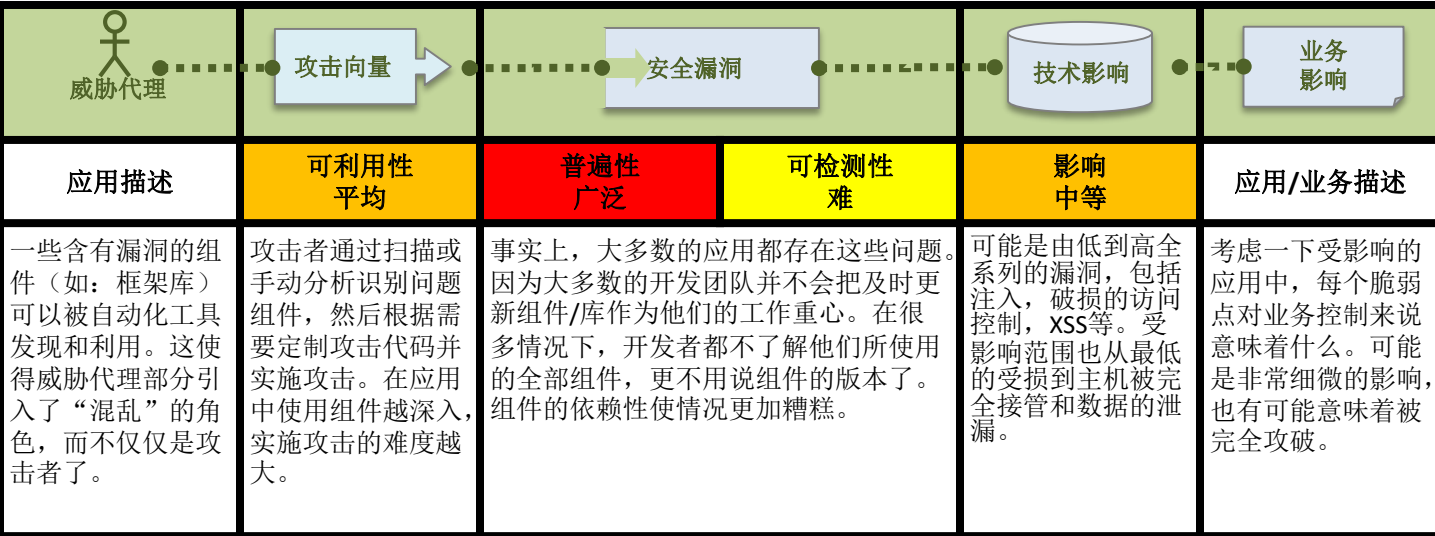 威胁代理
攻击向量
安全漏洞
技术影响
业务
影响
应用描述
可利用性
平均
普遍性
广泛
可检测性
难
影响
中等
应用/业务描述
一些含有漏洞的组
件（如：框架库）
可以被自动化工具
发现和利用。这使
得威胁代理部分引
入了“混乱”的角
色，而不仅仅是攻
击者了。
攻击者通过扫描或
手动分析识别问题
组件，然后根据需
要定制攻击代码并
实施攻击。在应用
中使用组件越深入，
实施攻击的难度越
大。
事实上，大多数的应用都存在这些问题。
因为大多数的开发团队并不会把及时更
新组件/库作为他们的工作重心。在很
多情况下，开发者都不了解他们所使用
的全部组件，更不用说组件的版本了。
组件的依赖性使情况更加糟糕。
可能是由低到高全
系列的漏洞，包括
注入，破损的访问
控制，XSS等。受
影响范围也从最低
的受损到主机被完
全接管和数据的泄
漏。
考虑一下受影响的
应用中，每个脆弱
点对业务控制来说
意味着什么。可能
是非常细微的影响，
也有可能意味着被
完全攻破。